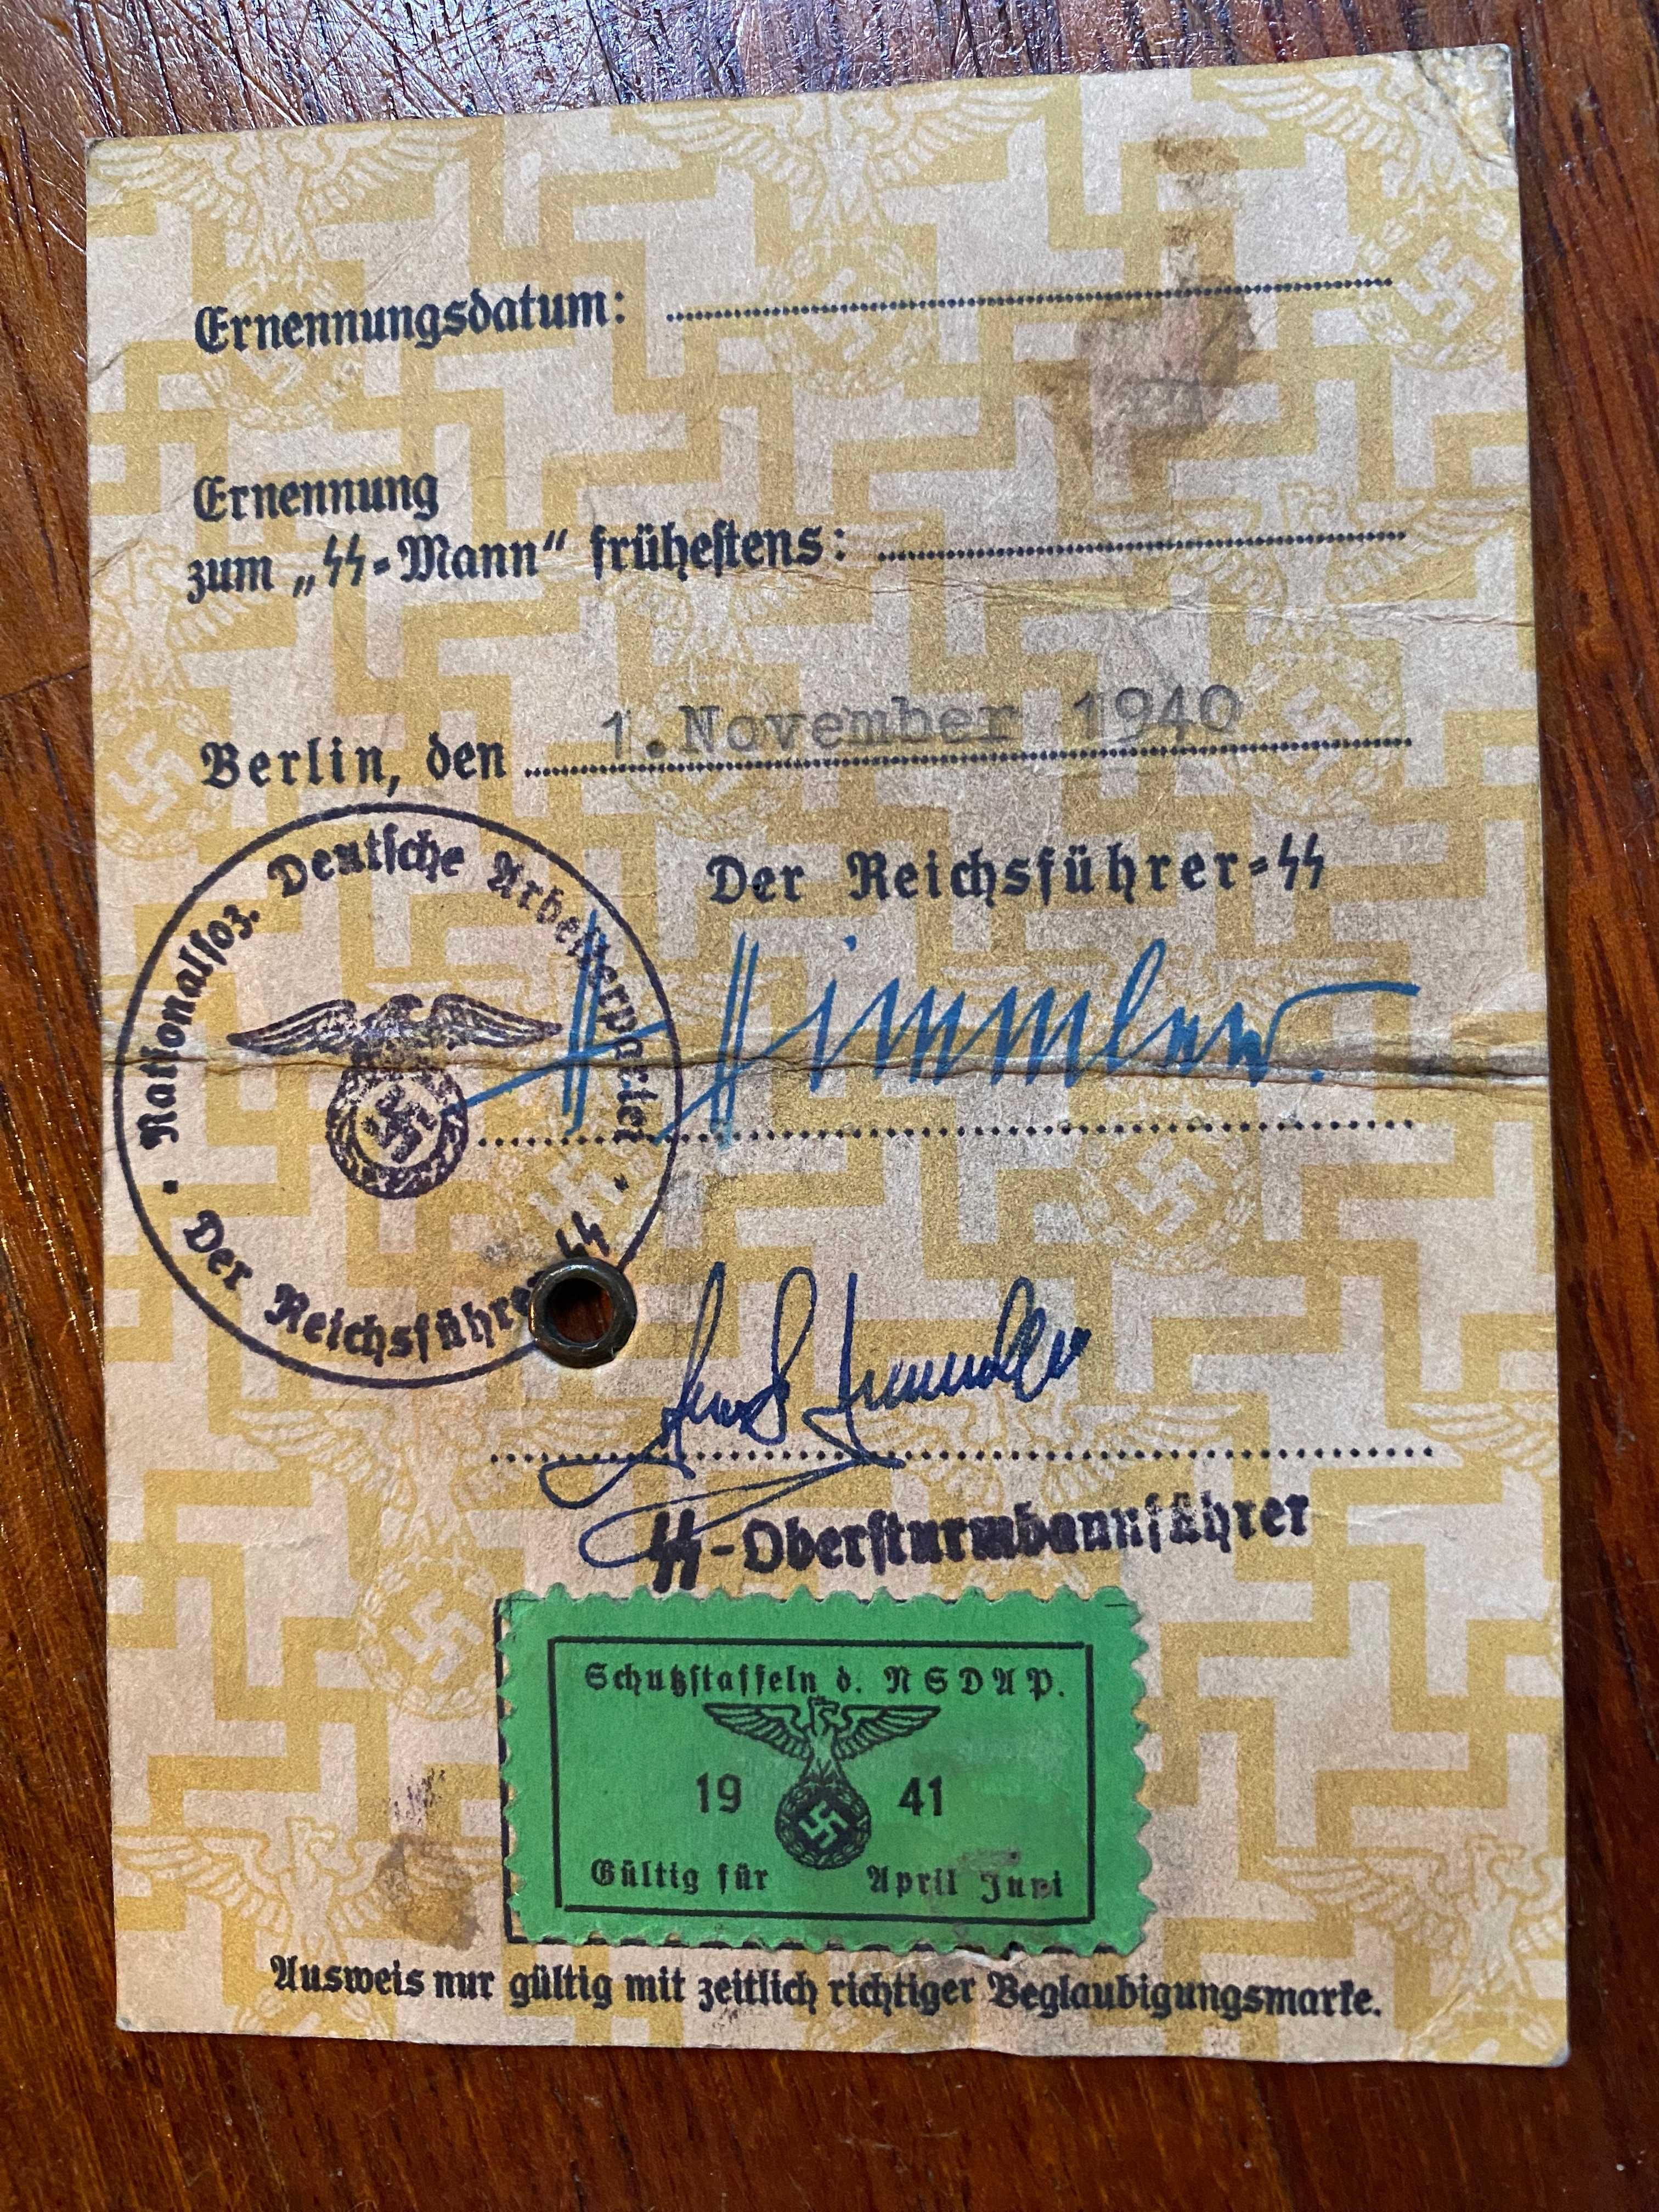 Ernennungsdatum:
Ernennung
zum „SS-Mann“ frühestens:
Berlin, den 1.November 1940
Der Reichsführer-SS
Nationalsoz. Deutsche Arbeiterpartei
Der Reichsführer SS
H Himmler.
SS-Obersturmbannführer
Schutzstaffeln d. NSDAP.
19 41
Gültig für April Juni
Ausweis nur gültig mit zeitlich richtiger Beglaubigungsmarke.